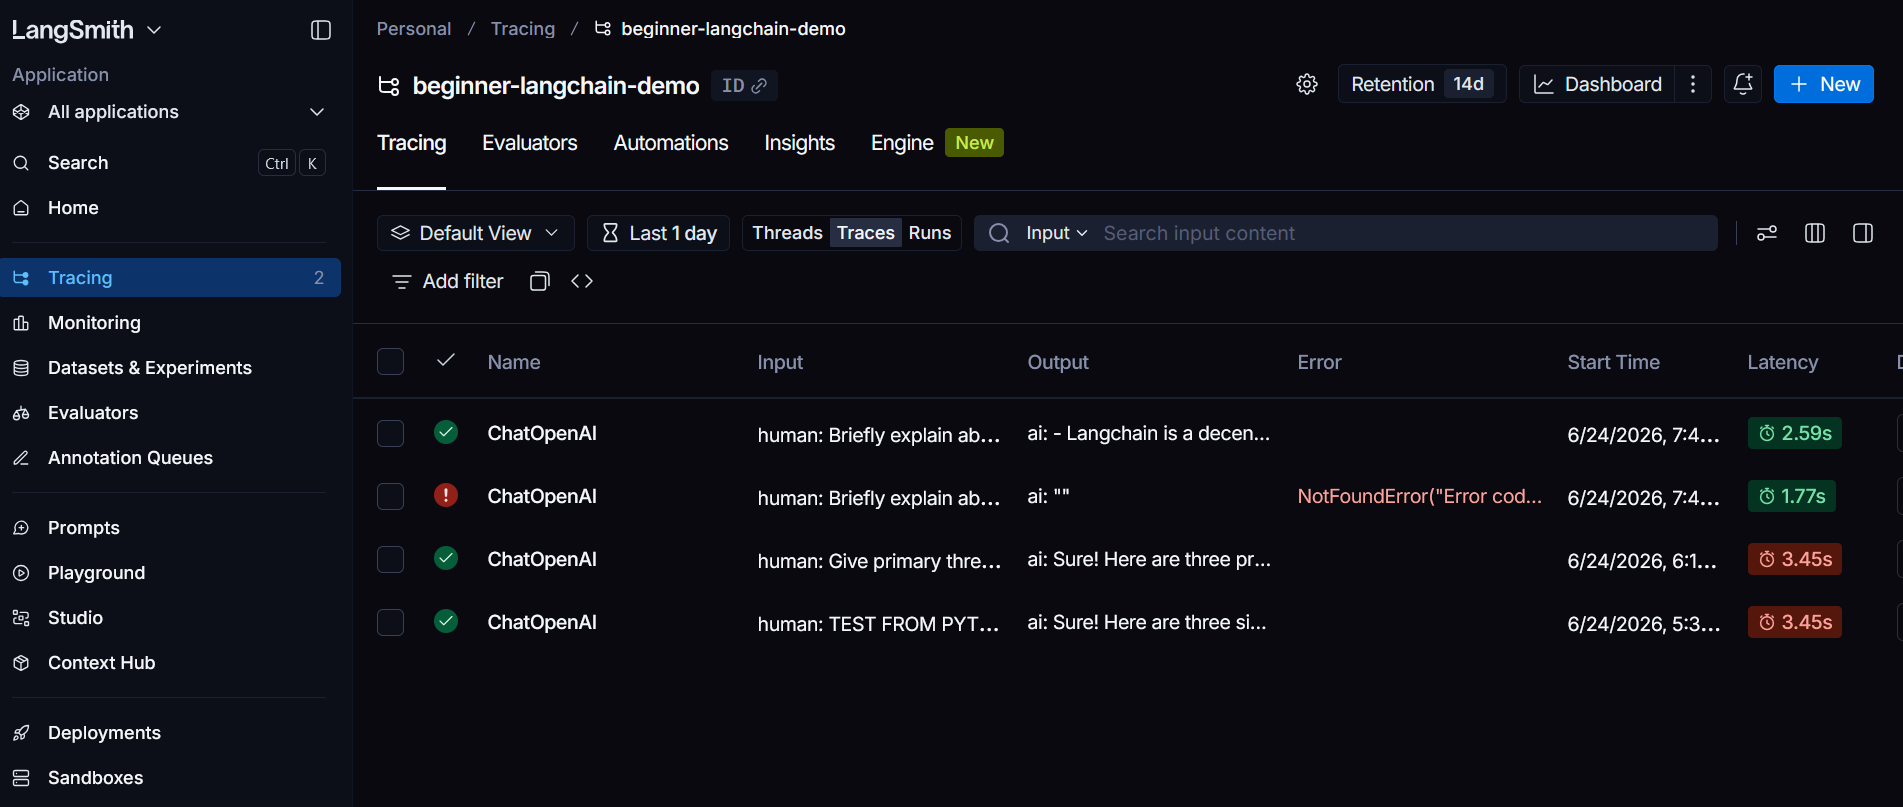 LangSmith
Application
All applications
Search Ctrl K
Home
Tracing 2
Monitoring
Datasets & Experiments
Evaluators
Annotation Queues
Prompts
Playground
Studio
Context Hub
Deployments
Sandboxes
Personal / Tracing / beginner-langchain-demo
beginner-langchain-demo ID
Retention 14d Dashboard New
Tracing Evaluators Automations Insights Engine New
Default View Last 1 day Threads Traces Runs Input Search input content
Add filter
Name Input Output Error Start Time Latency
ChatOpenAI human: Briefly explain ab... ai: - Langchain is a decen... 6/24/2026, 7:4... 2.59s
ChatOpenAI human: Briefly explain ab... ai: "" NotFoundError("Error cod... 6/24/2026, 7:4... 1.77s
ChatOpenAI human: Give primary thre... ai: Sure! Here are three pr... 6/24/2026, 6:1... 3.45s
ChatOpenAI human: TEST FROM PYT... ai: Sure! Here are three si... 6/24/2026, 5:3... 3.45s